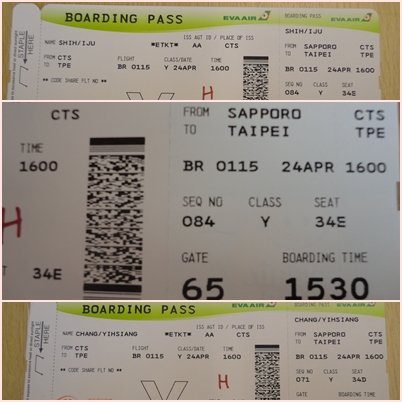 BOARDING PASS
EVA AIR
BOARDING PASS
EVA AIR
STAPLE HERE
ISS AGT ID / PLACE OF ISS
NAME SHIH/IJU
*ETKT* AA CTS
SHIH/IJU
FROM CTS
TO TPE
FLIGHT CLASS/DATE TIME
BR 0115 Y 24APR 1600
FROM SAPPORO CTS
TO TAIPEI TPE
** CODE SHARE FLT NO **
BR 0115 24APR 1600
H
SEQ NO CLASS SEAT
084 Y 34E
CTS
FROM SAPPORO CTS
TO TAIPEI TPE
TIME
1600
BR 0115 24APR 1600
SEQ NO CLASS SEAT
H
084 Y 34E
34E
GATE BOARDING TIME
65 1530
BOARDING PASS
EVA AIR
BOARDING PASS
EVA AIR
STAPLE HERE
ISS AGT ID / PLACE OF ISS
NAME CHANG/YIHSIANG
*ETKT* AA CTS
CHANG/YIHSIANG
FROM CTS
TO TPE
FLIGHT CLASS/DATE TIME
BR 0115 Y 24APR 1600
FROM SAPPORO CTS
TO TAIPEI TPE
** CODE SHARE FLT NO **
BR 0115 24APR 1600
H
SEQ NO CLASS SEAT
071 Y 34D